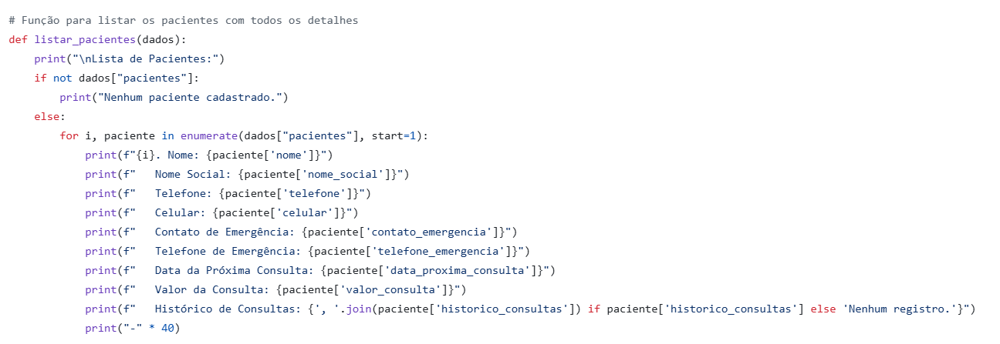 # Função para listar os pacientes com todos os detalhes
def listar_pacientes(dados):
    print("\nLista de Pacientes:")
    if not dados["pacientes"]:
        print("Nenhum paciente cadastrado.")
    else:
        for i, paciente in enumerate(dados["pacientes"], start=1):
            print(f"{i}. Nome: {paciente['nome']}")
            print(f"   Nome Social: {paciente['nome_social']}")
            print(f"   Telefone: {paciente['telefone']}")
            print(f"   Celular: {paciente['celular']}")
            print(f"   Contato de Emergência: {paciente['contato_emergencia']}")
            print(f"   Telefone de Emergência: {paciente['telefone_emergencia']}")
            print(f"   Data da Próxima Consulta: {paciente['data_proxima_consulta']}")
            print(f"   Valor da Consulta: {paciente['valor_consulta']}")
            print(f"   Histórico de Consultas: {', '.join(paciente['historico_consultas']) if paciente['historico_consultas'] else 'Nenhum registro.'}")
            print("-" * 40)